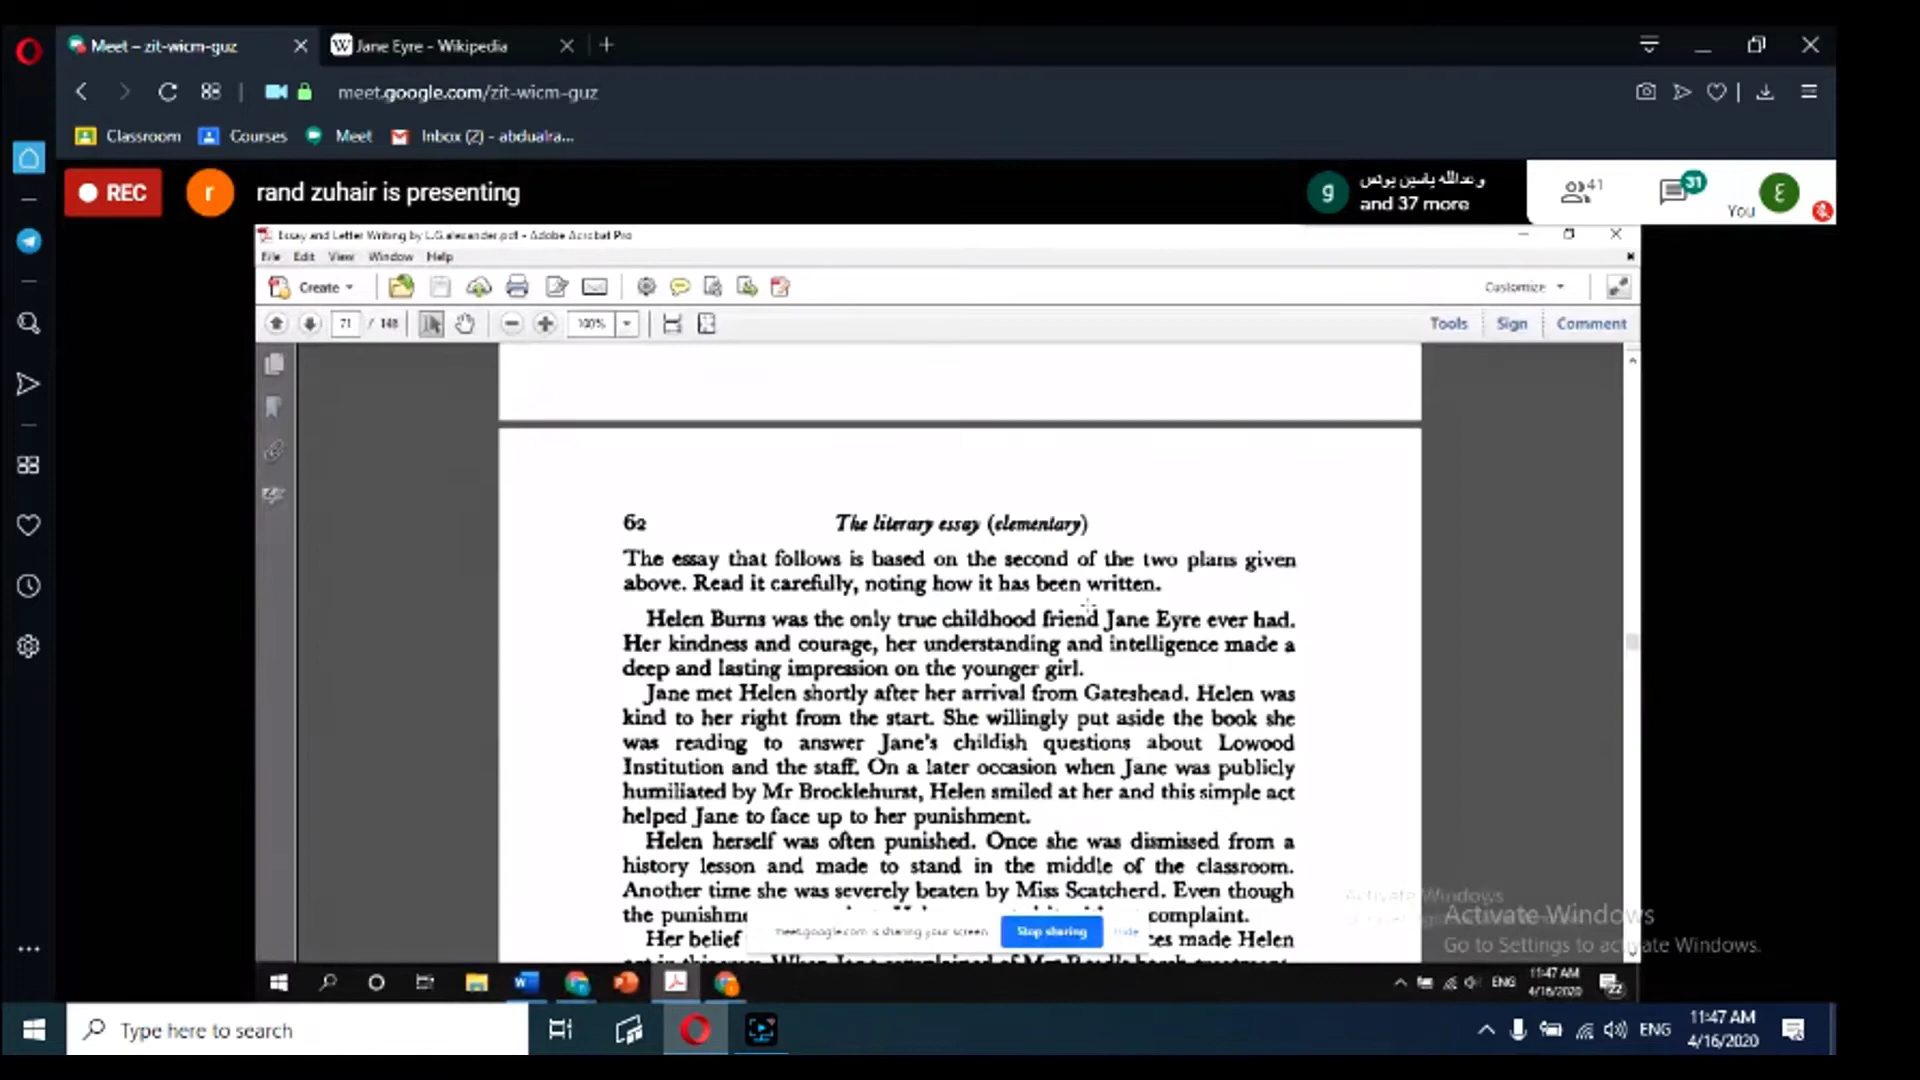 Meet – zit-wicm-guz
Jane Eyre - Wikipedia
meet.google.com/zit-wicm-guz
Classroom
Courses
Meet
Inbox (2) - abdualra...
REC
r
rand zuhair is presenting
g
وعدالله ياسين يونس
and 37 more
41
31
You
ع
Essay and Letter Writing by L.G.alexander.pdf - Adobe Acrobat Pro
File Edit View Window Help
Create
Customize
71 / 148
100%
Tools
Sign
Comment
62 The literary essay (elementary)
The essay that follows is based on the second of the two plans given
above. Read it carefully, noting how it has been written.
Helen Burns was the only true childhood friend Jane Eyre ever had.
Her kindness and courage, her understanding and intelligence made a
deep and lasting impression on the younger girl.
Jane met Helen shortly after her arrival from Gateshead. Helen was
kind to her right from the start. She willingly put aside the book she
was reading to answer Jane's childish questions about Lowood
Institution and the staff. On a later occasion when Jane was publicly
humiliated by Mr Brocklehurst, Helen smiled at her and this simple act
helped Jane to face up to her punishment.
Helen herself was often punished. Once she was dismissed from a
history lesson and made to stand in the middle of the classroom.
Another time she was severely beaten by Miss Scatcherd. Even though
the punishme complaint.
Her belief ces made Helen
meet.google.com is sharing your screen
Stop sharing
Hide
Activate Windows
Activate Windows
Go to Settings to activate Windows.
ENG
11:47 AM
4/16/2020
22
Type here to search
ENG
11:47 AM
4/16/2020